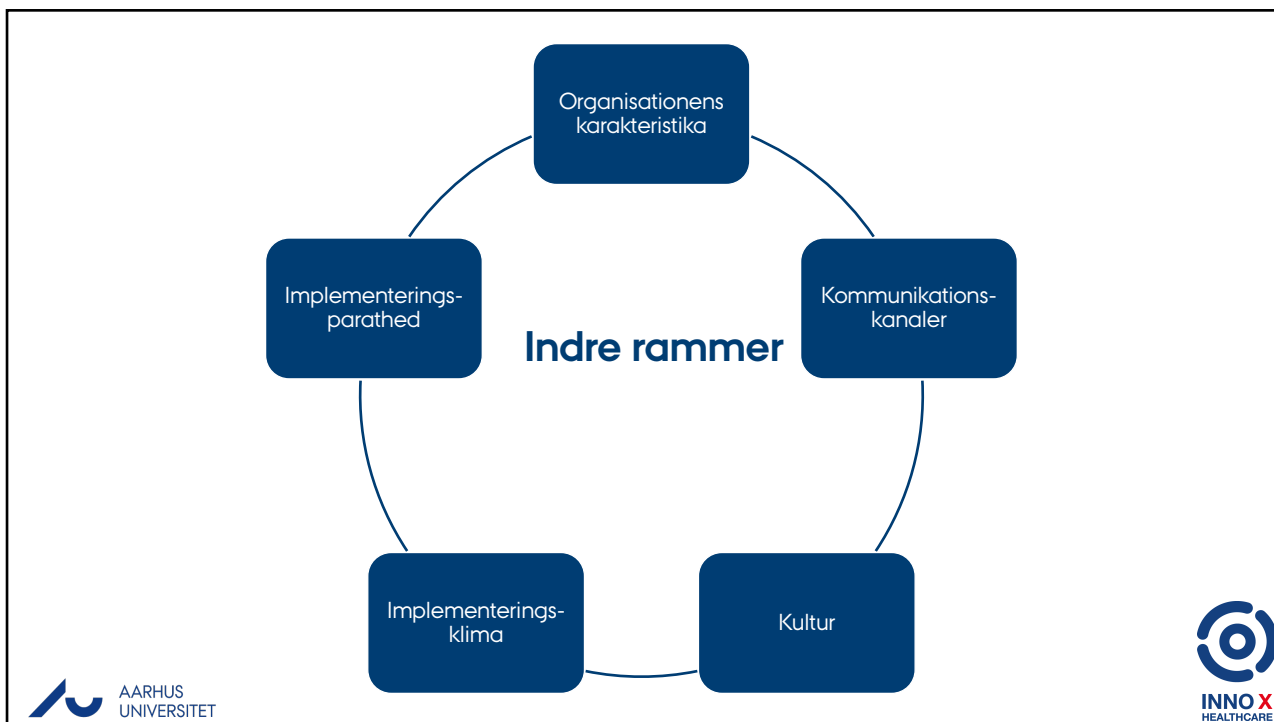 Organisationens
karakteristika
Implementerings-
parathed
Kommunikations-
kanaler
Indre rammer
Implementerings-
klima
Kultur
AARHUS
UNIVERSITET
INNO X
HEALTHCARE